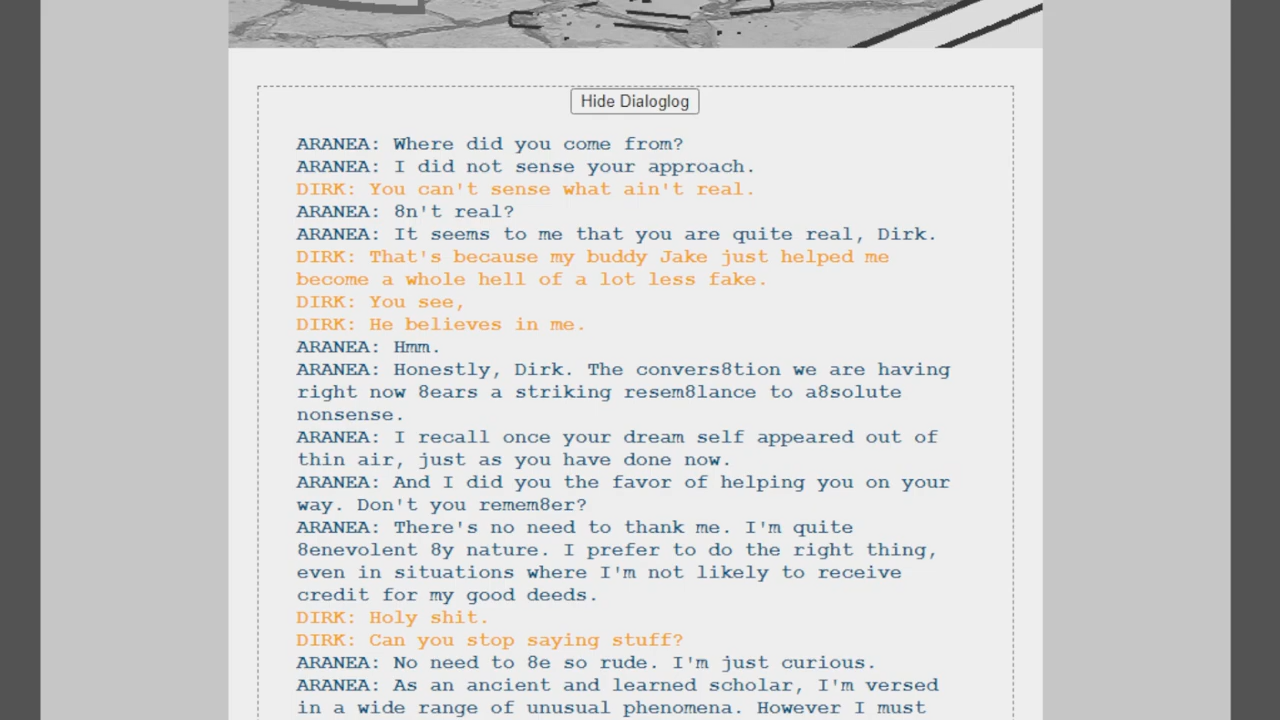 Hide Dialoglog
ARANEA: Where did you come from?
ARANEA: I did not sense your approach.
DIRK: You can't sense what ain't real.
ARANEA: 8n't real?
ARANEA: It seems to me that you are quite real, Dirk.
DIRK: That's because my buddy Jake just helped me
become a whole hell of a lot less fake.
DIRK: You see,
DIRK: He believes in me.
ARANEA: Hmm.
ARANEA: Honestly, Dirk. The convers8tion we are having
right now 8ears a striking resem8lance to a8solute
nonsense.
ARANEA: I recall once your dream self appeared out of
thin air, just as you have done now.
ARANEA: And I did you the favor of helping you on your
way. Don't you remem8er?
ARANEA: There's no need to thank me. I'm quite
8enevolent 8y nature. I prefer to do the right thing,
even in situations where I'm not likely to receive
credit for my good deeds.
DIRK: Holy shit.
DIRK: Can you stop saying stuff?
ARANEA: No need to 8e so rude. I'm just curious.
ARANEA: As an ancient and learned scholar, I'm versed
in a wide range of unusual phenomena. However I must